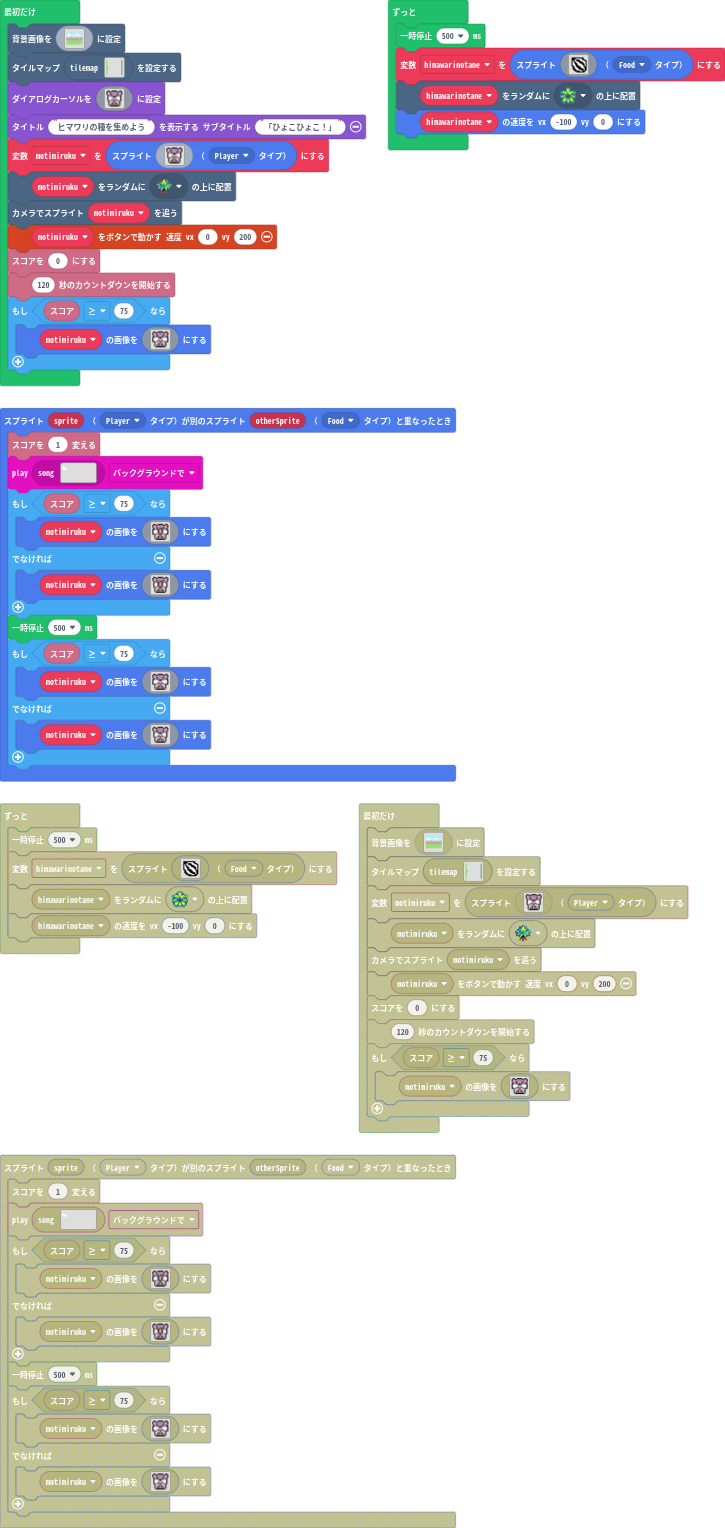 最初だけ
背景画像を に設定
タイルマップ tilemap を設定する
ダイアログカーソルを に設定
タイトル ヒマワリの種を集めよう を表示する サブタイトル 「ひょこひょこ！」
変数 motimiruku を スプライト （ Player タイプ） にする
motimiruku をランダムに の上に配置
カメラでスプライト motimiruku を追う
motimiruku をボタンで動かす 速度 vx 0 vy 200
スコアを 0 にする
120 秒のカウントダウンを開始する
もし スコア ≥ 75 なら
motimiruku の画像を にする
ずっと
一時停止 500 ms
変数 himawarinotane を スプライト （ Food タイプ） にする
himawarinotane をランダムに の上に配置
himawarinotane の速度を vx -100 vy 0 にする
スプライト sprite （ Player タイプ）が別のスプライト otherSprite （ Food タイプ）と重なったとき
スコアを 1 変える
play song バックグラウンドで
もし スコア ≥ 75 なら
motimiruku の画像を にする
でなければ
motimiruku の画像を にする
一時停止 500 ms
もし スコア ≥ 75 なら
motimiruku の画像を にする
でなければ
motimiruku の画像を にする
ずっと
一時停止 500 ms
変数 himawarinotane を スプライト （ Food タイプ） にする
himawarinotane をランダムに の上に配置
himawarinotane の速度を vx -100 vy 0 にする
最初だけ
背景画像を に設定
タイルマップ tilemap を設定する
変数 motimiruku を スプライト （ Player タイプ） にする
motimiruku をランダムに の上に配置
カメラでスプライト motimiruku を追う
motimiruku をボタンで動かす 速度 vx 0 vy 200
スコアを 0 にする
120 秒のカウントダウンを開始する
もし スコア ≥ 75 なら
motimiruku の画像を にする
スプライト sprite （ Player タイプ）が別のスプライト otherSprite （ Food タイプ）と重なったとき
スコアを 1 変える
play song バックグラウンドで
もし スコア ≥ 75 なら
motimiruku の画像を にする
でなければ
motimiruku の画像を にする
一時停止 500 ms
もし スコア ≥ 75 なら
motimiruku の画像を にする
でなければ
motimiruku の画像を にする